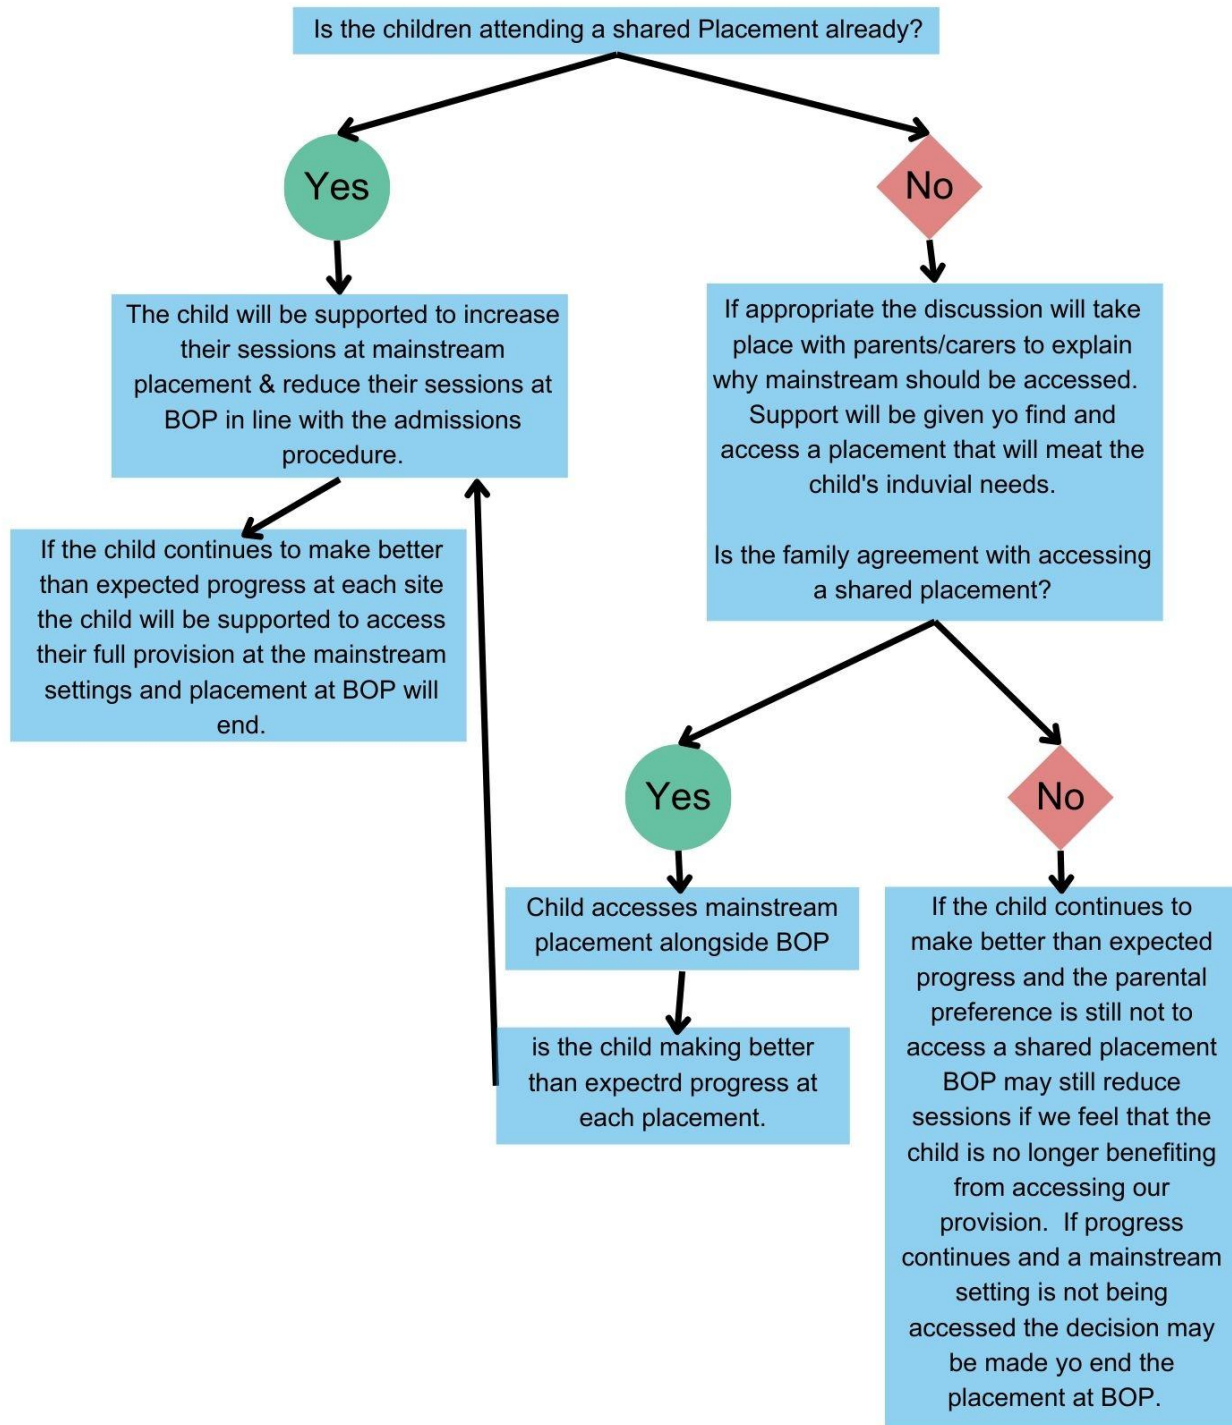 Is the children attending a shared Placement already?
Yes
No
The child will be supported to increase
their sessions at mainstream
placement & reduce their sessions at
BOP in line with the admissions
procedure.
If appropriate the discussion will take
place with parents/carers to explain
why mainstream should be accessed.
Support will be given yo find and
access a placement that will meat the
child's induvial needs.
Is the family agreement with accessing
a shared placement?
If the child continues to make better
than expected progress at each site
the child will be supported to access
their full provision at the mainstream
settings and placement at BOP will
end.
Yes
No
Child accesses mainstream
placement alongside BOP
is the child making better
than expectrd progress at
each placement.
If the child continues to
make better than expected
progress and the parental
preference is still not to
access a shared placement
BOP may still reduce
sessions if we feel that the
child is no longer benefiting
from accessing our
provision.  If progress
continues and a mainstream
setting is not being
accessed the decision may
be made yo end the
placement at BOP.